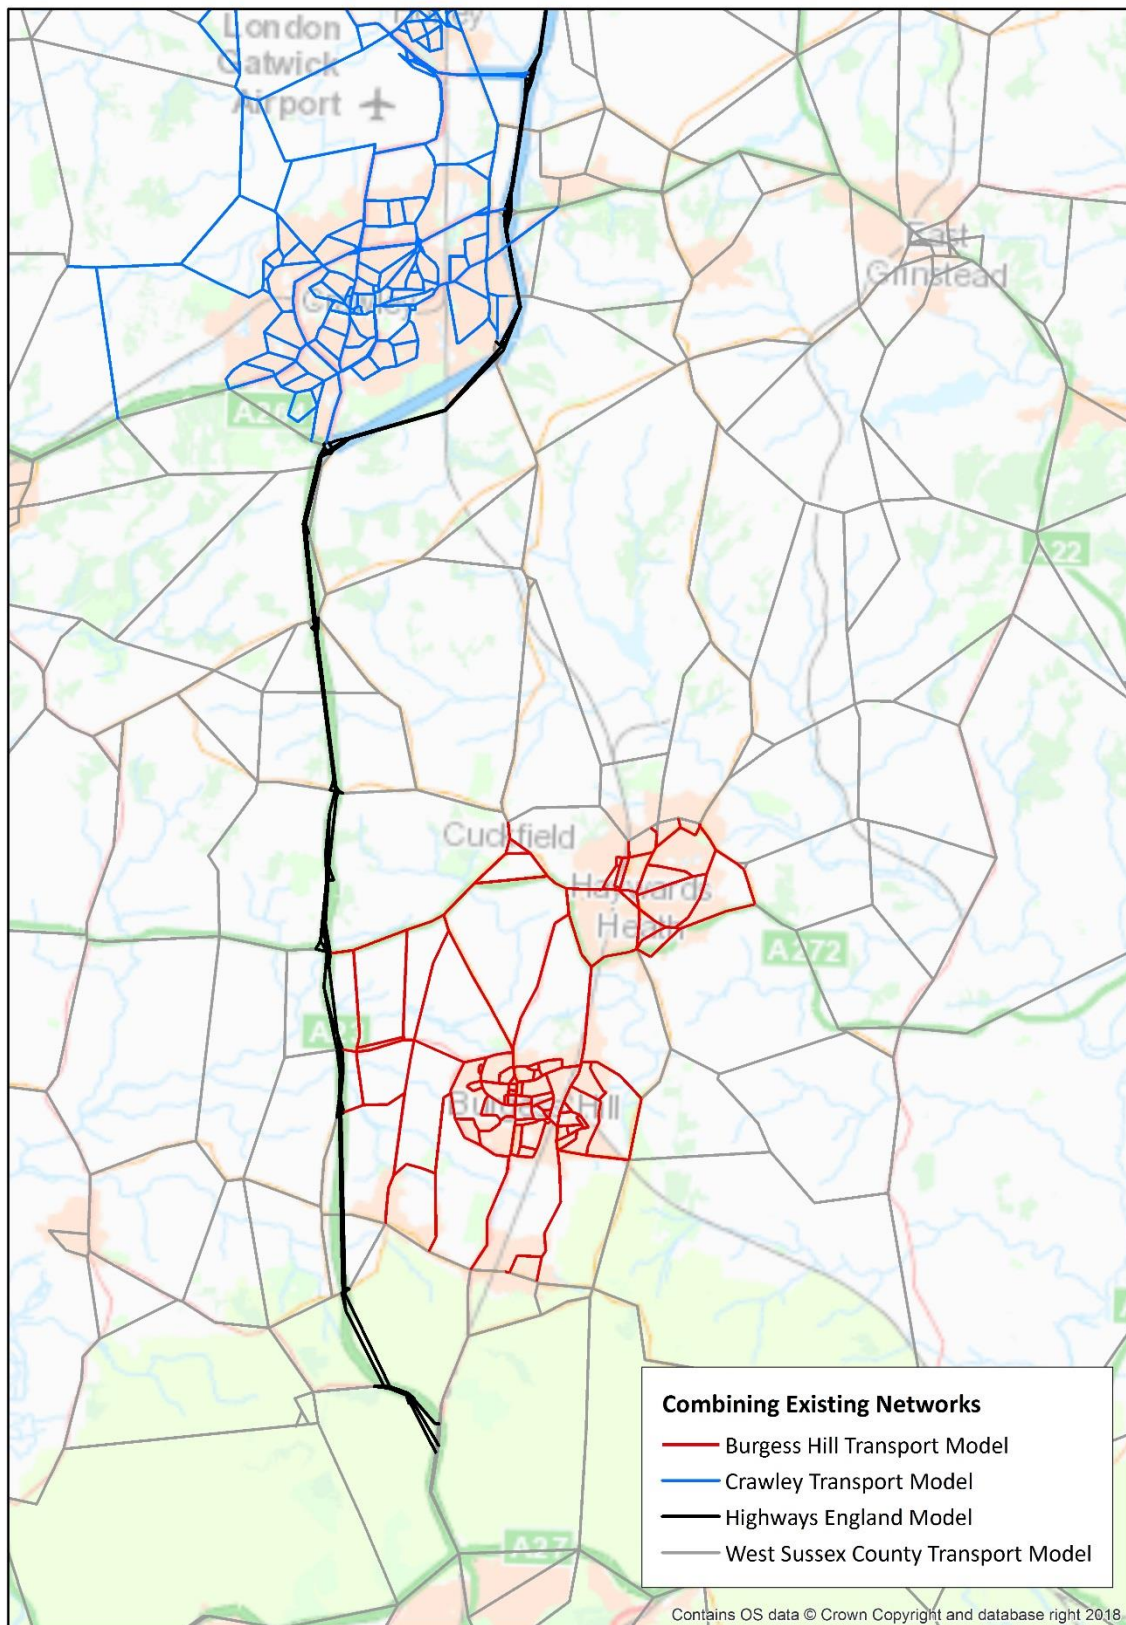 London
Gatwick
Airport
East
Grinstead
Crawley
A22
Cuckfield
Haywards
Heath
A272
A23
Burgess Hill
A27
Combining Existing Networks
Burgess Hill Transport Model
Crawley Transport Model
Highways England Model
West Sussex County Transport Model
Contains OS data © Crown Copyright and database right 2018